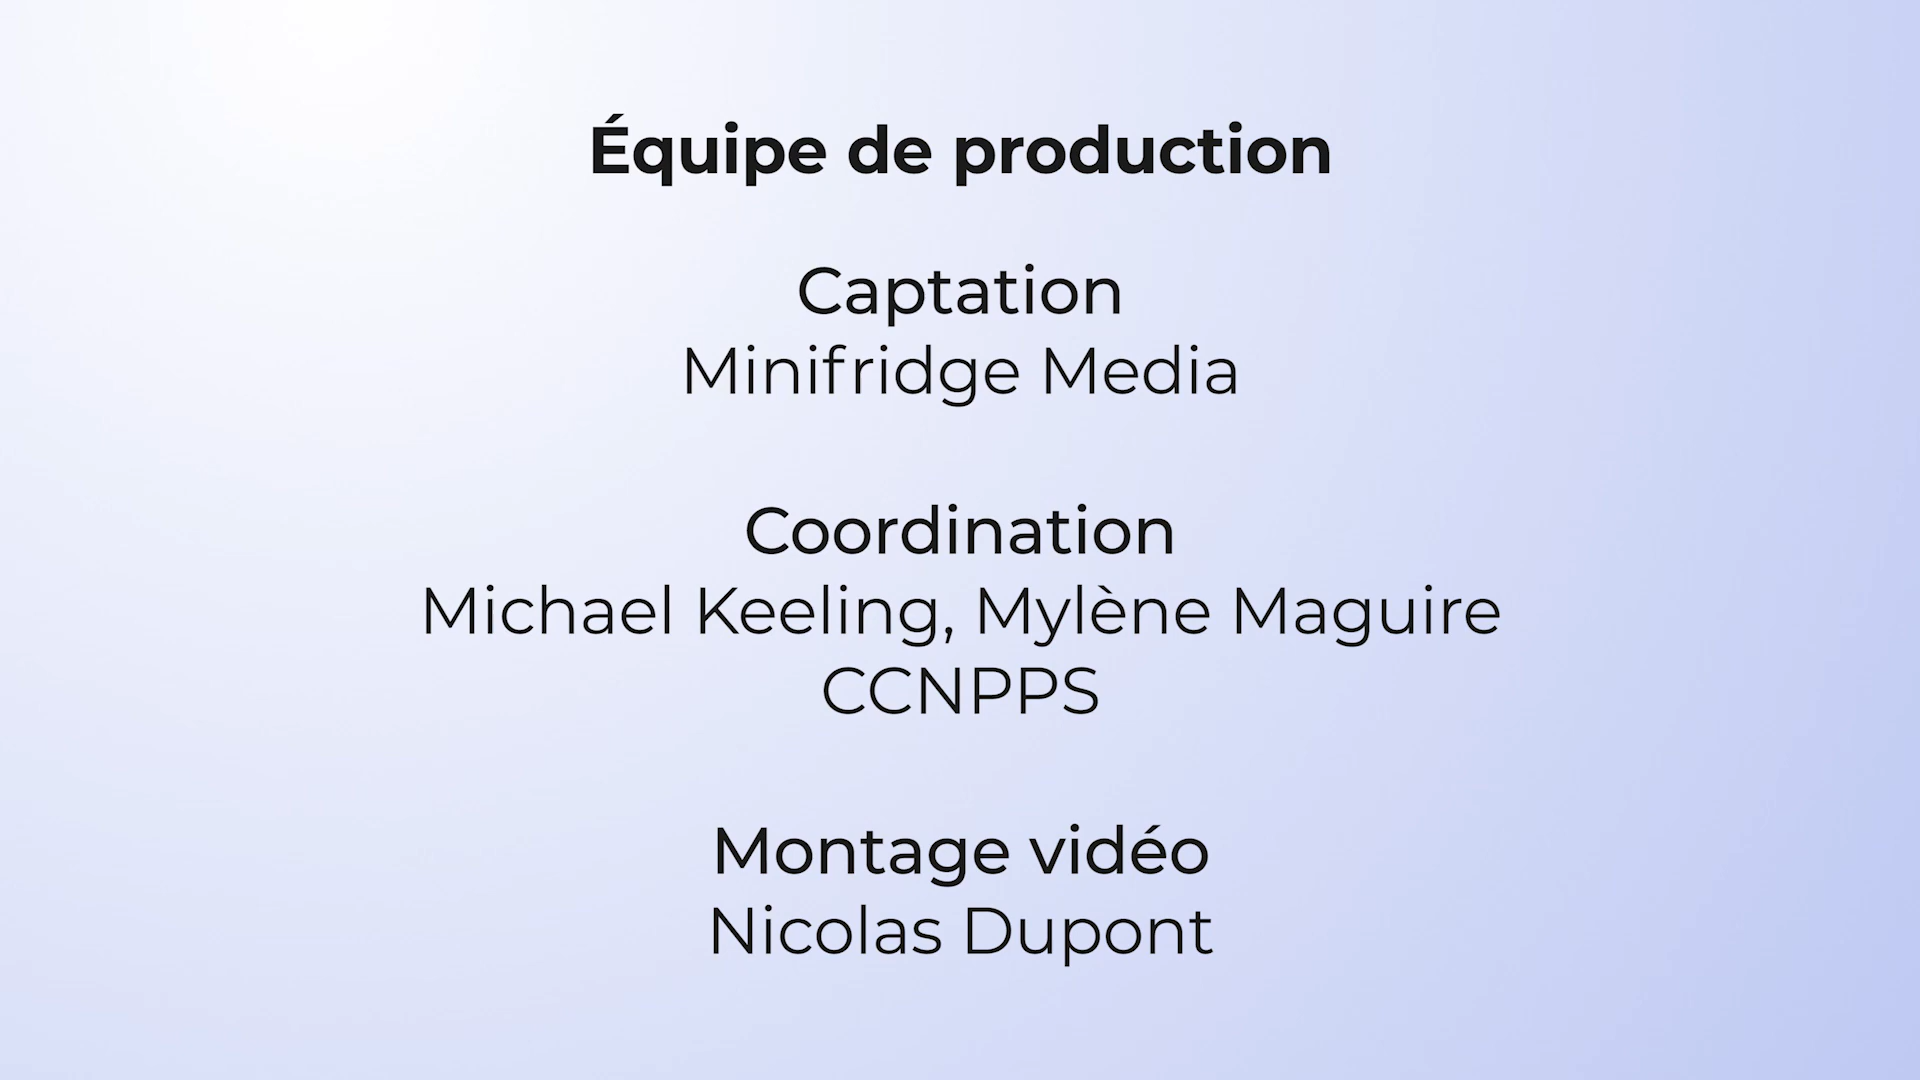 Équipe de production
Captation
Minifridge Media
Coordination
Michael Keeling, Mylène Maguire
CCNPPS
Montage vidéo
Nicolas Dupont